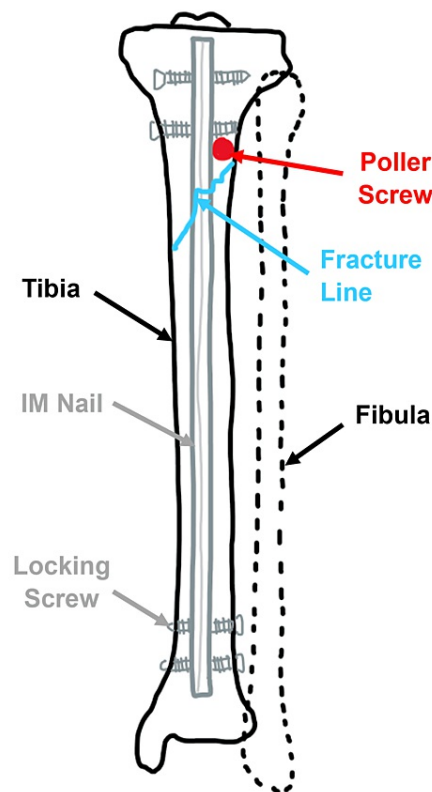 Poller
Screw
Fracture
Line
Tibia
IM Nail
Fibula
Locking
Screw